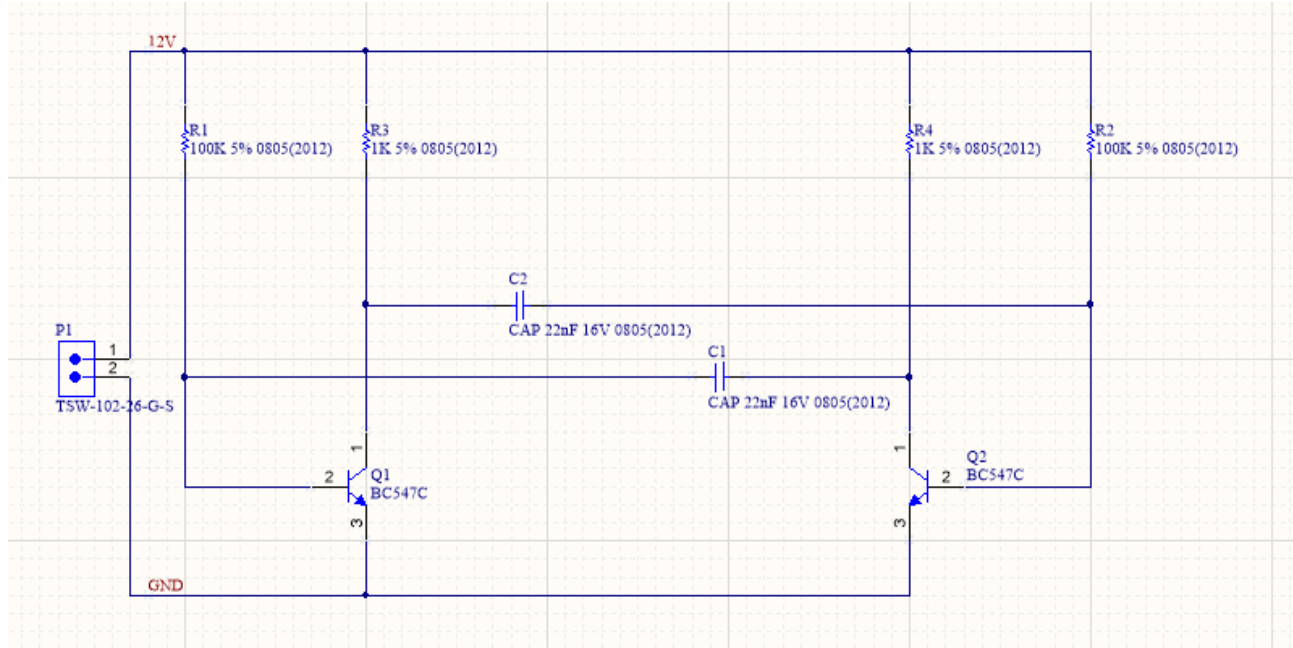 12V
R1
100K 5% 0805(2012)
R3
1K 5% 0805(2012)
R4
1K 5% 0805(2012)
R2
100K 5% 0805(2012)
C2
CAP 22nF 16V 0805(2012)
P1
1
2
TSW-102-26-G-S
C1
CAP 22nF 16V 0805(2012)
1
2
Q1
BC547C
3
1
Q2
2
BC547C
3
GND